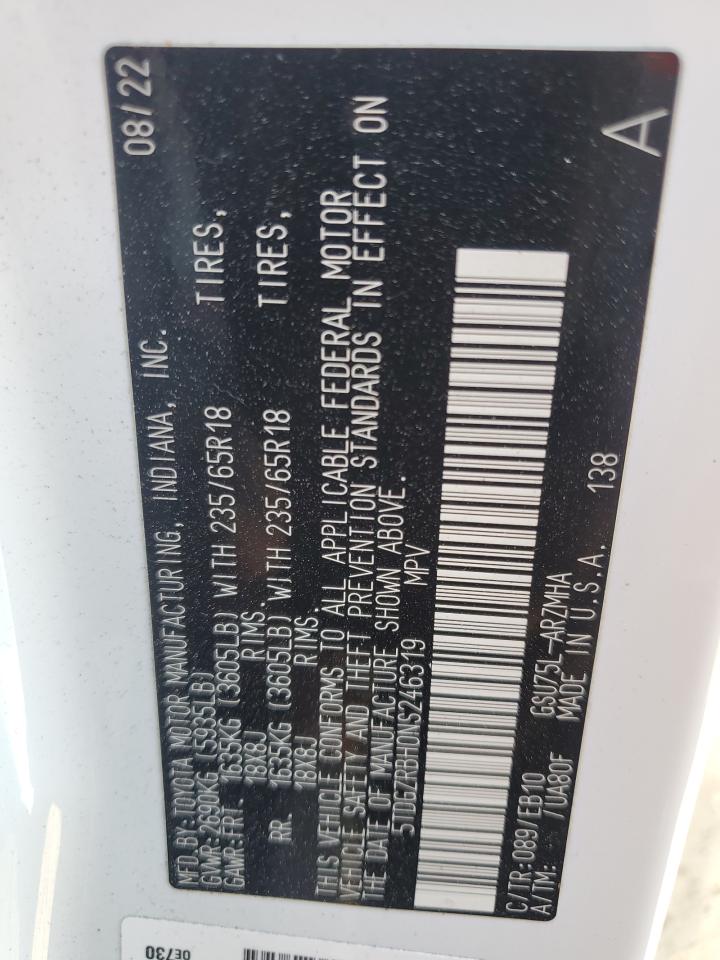 MFD.BY:TOYOTA MOTOR MANUFACTURING, INDIANA, INC. 08/22
GVWR:2690KG (5935LB)
GAWR:FRT. 1635KG (3605LB) WITH 235/65R18 TIRES,
18X8J RIMS.
RR. 1635KG (3605LB) WITH 235/65R18 TIRES,
18X8J RIMS.
THIS VEHICLE CONFORMS TO ALL APPLICABLE FEDERAL MOTOR
VEHICLE SAFETY AND THEFT PREVENTION STANDARDS IN EFFECT ON
THE DATE OF MANUFACTURE SHOWN ABOVE.
5TDGZRBH0NS246319 MPV
C/TR:089/EB10 GSU75L-ARZMHA 138
A/TM: /UA80F MADE IN U.S.A. A
0E730